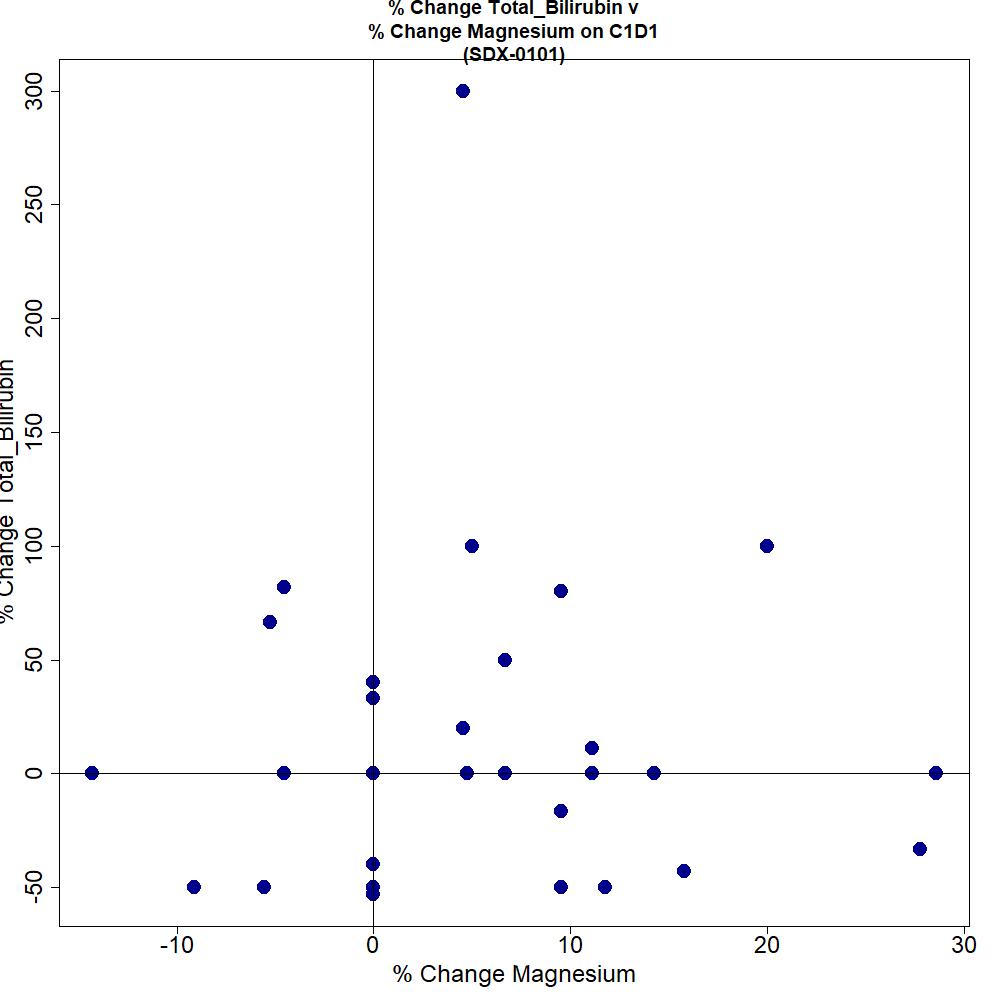 % Change Total_Bilirubin v
% Change Magnesium on C1D1
(SDX-0101)
% Change Total_Bilirubin
300
250
200
150
100
50
0
-50
-10
0
10
20
30
% Change Magnesium